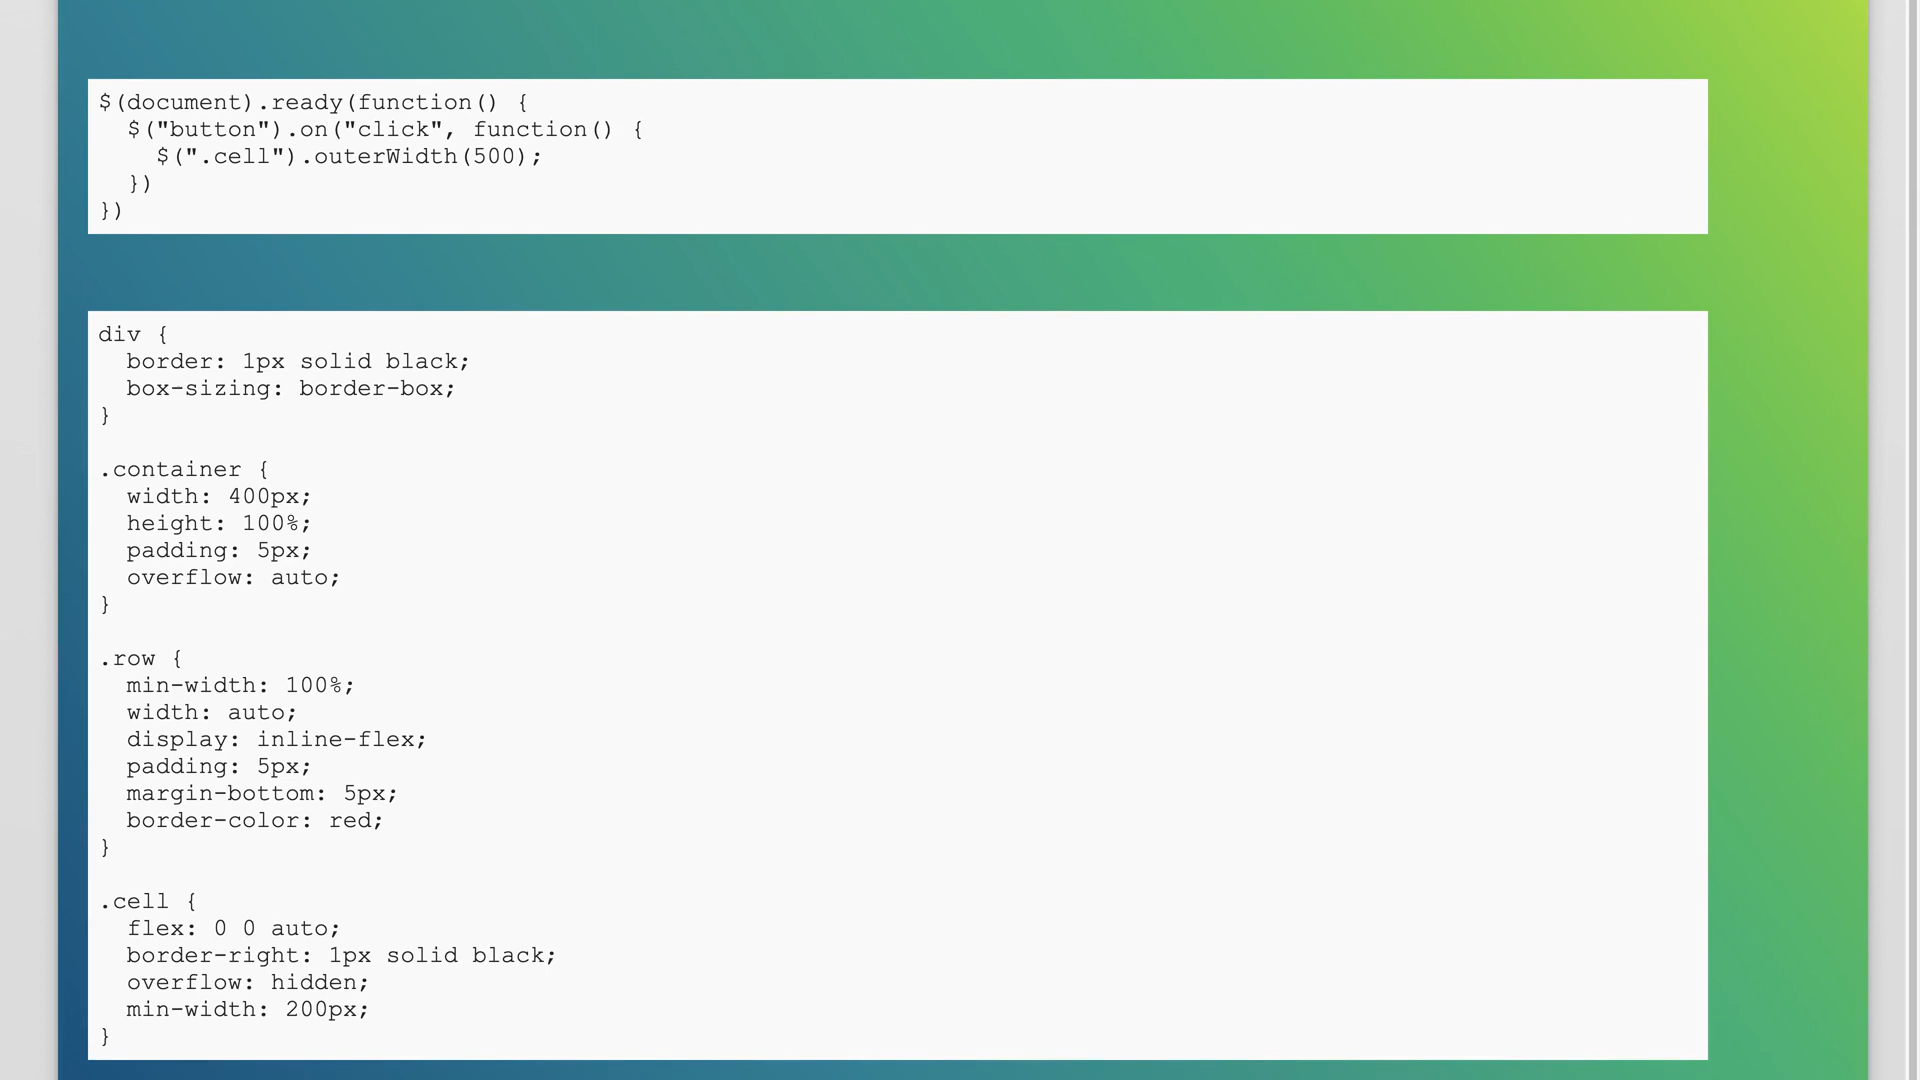 $(document).ready(function() {
  $("button").on("click", function() {
    $(".cell").outerWidth(500);
  })
})
div {
  border: 1px solid black;
  box-sizing: border-box;
}
.container {
  width: 400px;
  height: 100%;
  padding: 5px;
  overflow: auto;
}
.row {
  min-width: 100%;
  width: auto;
  display: inline-flex;
  padding: 5px;
  margin-bottom: 5px;
  border-color: red;
}
.cell {
  flex: 0 0 auto;
  border-right: 1px solid black;
  overflow: hidden;
  min-width: 200px;
}